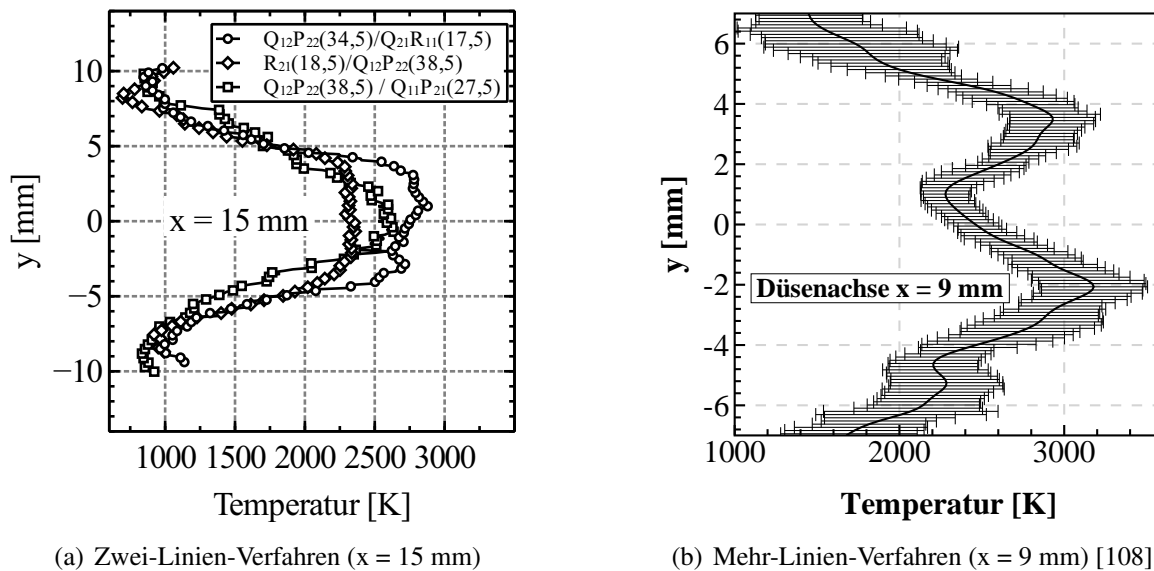 Q12P22(34,5)/Q21R11(17,5)
R21(18,5)/Q12P22(38,5)
Q12P22(38,5) / Q11P21(27,5)
10
5
0
−5
−10
y [mm]
x = 15 mm
1000 1500 2000 2500 3000
Temperatur [K]
(a) Zwei-Linien-Verfahren (x = 15 mm)
6
4
2
0
-2
-4
-6
y [mm]
Düsenachse x = 9 mm
1000 2000 3000
Temperatur [K]
(b) Mehr-Linien-Verfahren (x = 9 mm) [108]